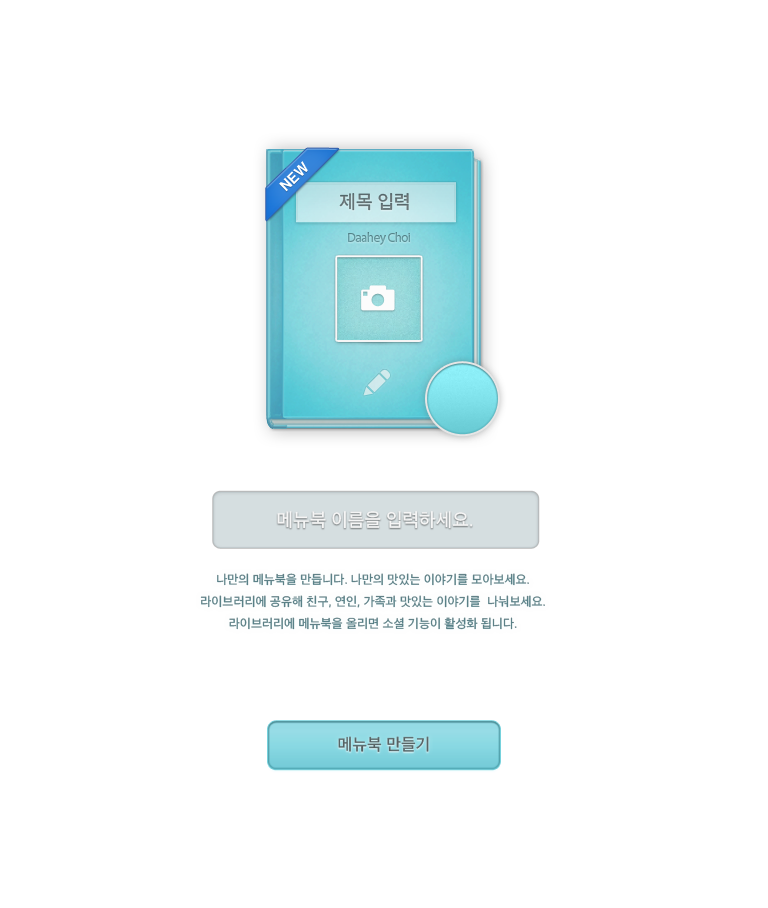 NEW
제목 입력
Daahey Choi
메뉴북 이름을 입력하세요.
나만의 메뉴북을 만듭니다. 나만의 맛있는 이야기를 모아보세요.
라이브러리에 공유해 친구, 연인, 가족과 맛있는 이야기를 나눠보세요.
라이브러리에 메뉴북을 올리면 소셜 기능이 활성화 됩니다.
메뉴북 만들기